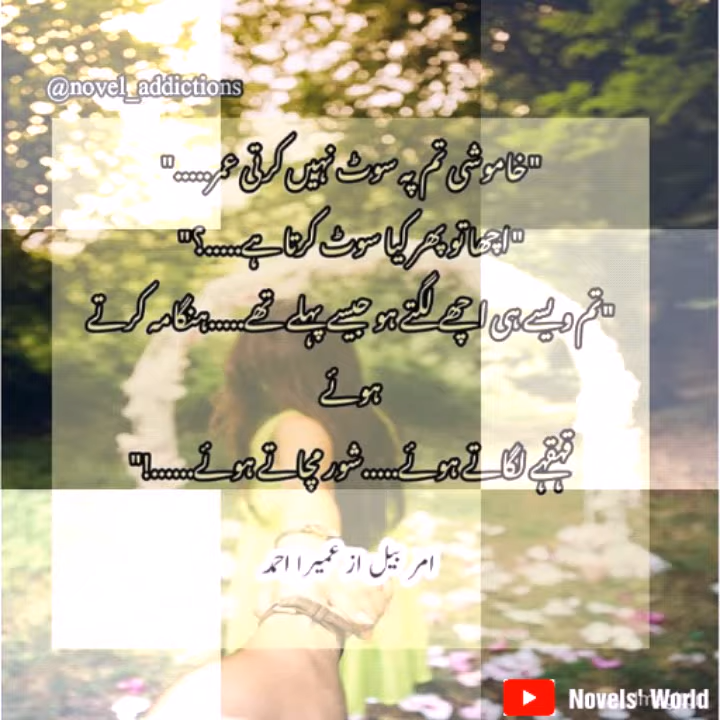 @novel_addictions
"خاموشی تم پہ سوٹ نہیں کرتی عمر....."
"اچھا تو پھر کیا سوٹ کرتا ہے.....؟"
"تم ویسے ہی اچھے لگتے ہو جیسے پہلے تھے.....ہنگامہ کرتے
ہوئے
قہقہے لگاتے ہوئے.....شور مچاتے ہوئے.......!"
امر بیل از عمیرا احمد
Novels' World